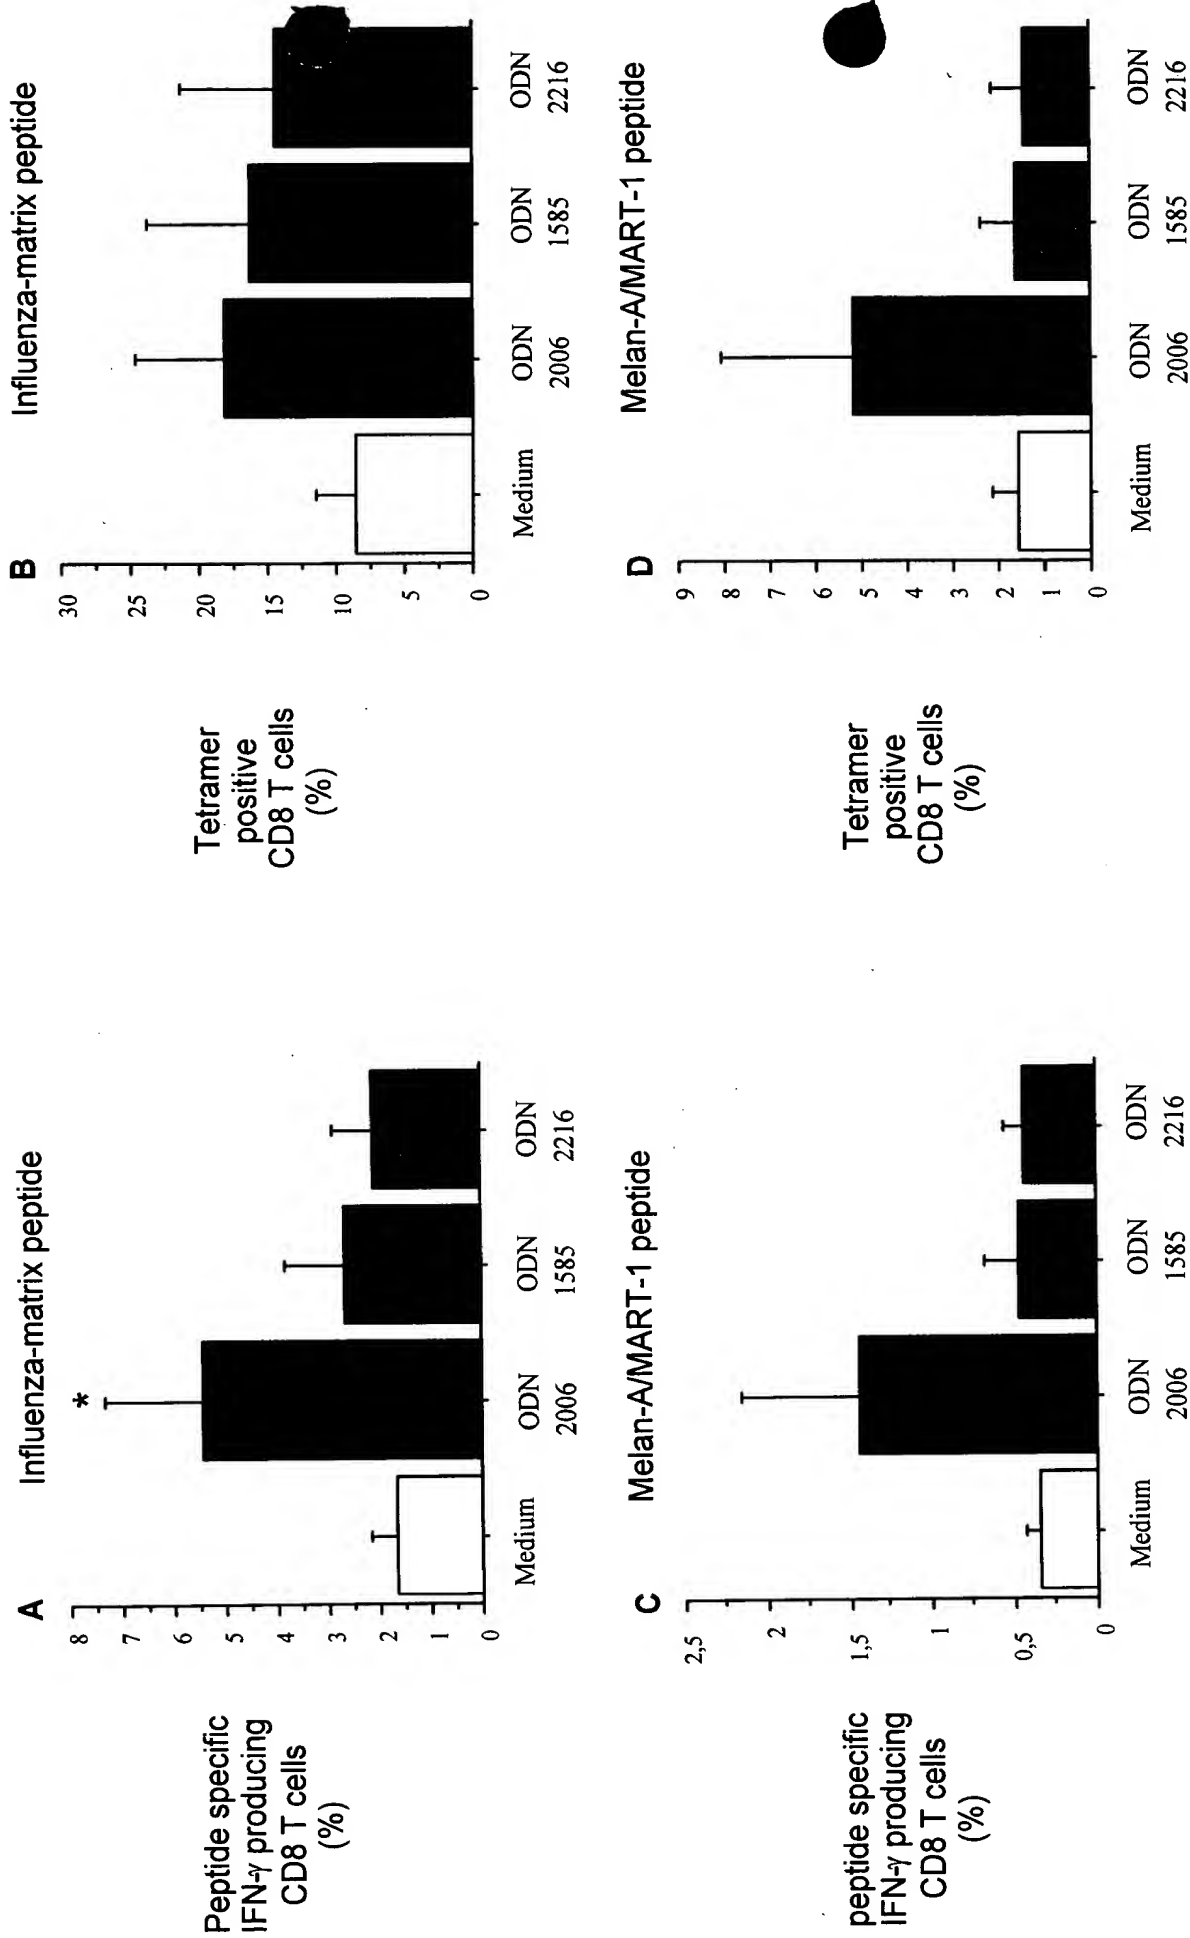 A
Influenza-matrix peptide
Peptide specific
IFN-γ producing
CD8 T cells
(%)
8
7
6
5
4
3
2
1
0
*
Medium
ODN
2006
ODN
1585
ODN
2216
B
Influenza-matrix peptide
Tetramer
positive
CD8 T cells
(%)
30
25
20
15
10
5
0
Medium
ODN
2006
ODN
1585
ODN
2216
C
Melan-A/MART-1 peptide
peptide specific
IFN-γ producing
CD8 T cells
(%)
2,5
2
1,5
1
0,5
0
Medium
ODN
2006
ODN
1585
ODN
2216
D
Melan-A/MART-1 peptide
Tetramer
positive
CD8 T cells
(%)
9
8
7
6
5
4
3
2
1
0
Medium
ODN
2006
ODN
1585
ODN
2216